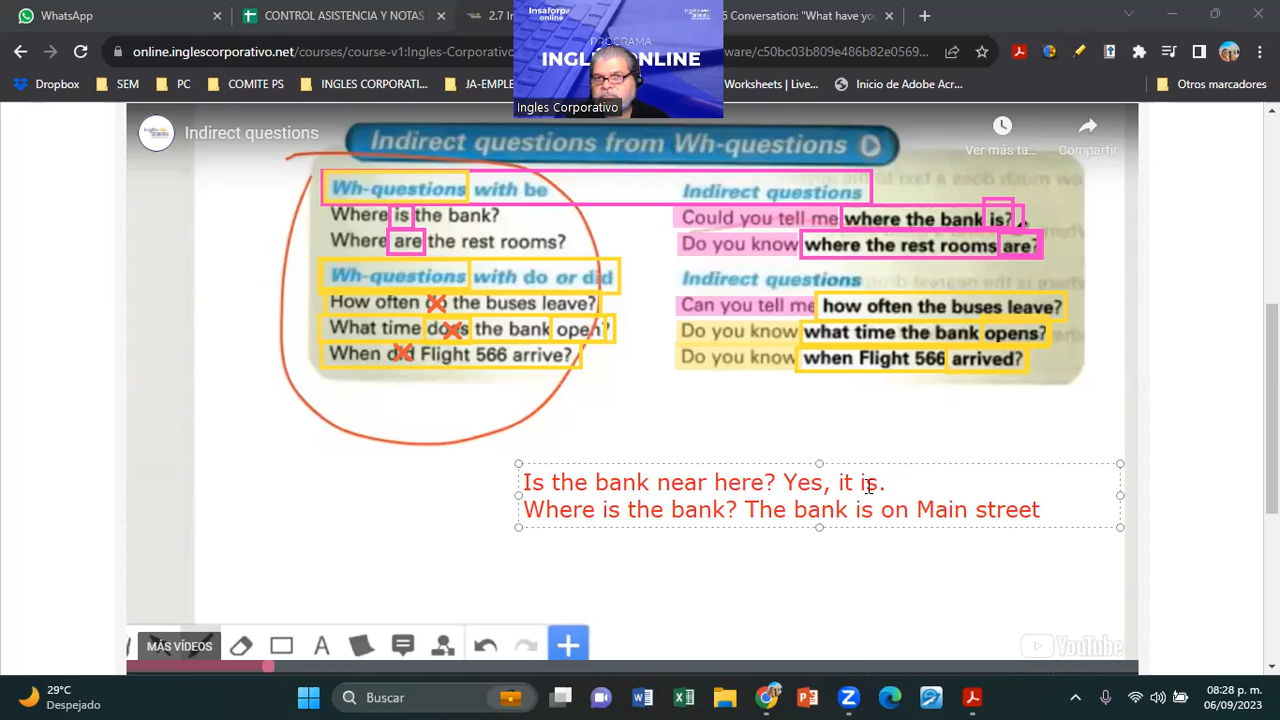 WhatsApp
CONTROL ASISTENCIA Y NOTAS
2.7 In
6 Conversation: "What have you
online.inglescorporativo.net/courses/course-v1:Ingles-Corporativo
ware/c50bc03b809e486b82e0569...
Dropbox
SEM
PC
COMITE PS
INGLES CORPORATI...
JA-EMPLE
Worksheets | Live...
Inicio de Adobe Acr...
Otros marcadores
Insaforp
online
PROGRAMA
INGLÉS ONLINE
Ingles Corporativo
Indirect questions
Ver más ta...
Compartir
Indirect questions from Wh-questions
Wh-questions with be
Where is the bank?
Where are the rest rooms?
Wh-questions with do or did
How often do the buses leave?
What time does the bank open?
When did Flight 566 arrive?
Indirect questions
Could you tell me where the bank is?
Do you know where the rest rooms are?
Indirect questions
Can you tell me how often the buses leave?
Do you know what time the bank opens?
Do you know when Flight 566 arrived?
Is the bank near here? Yes, it is.
Where is the bank? The bank is on Main street
MÁS VÍDEOS
YouTube
29°C
Despejado
Buscar
08:28 p. m.
06/09/2023